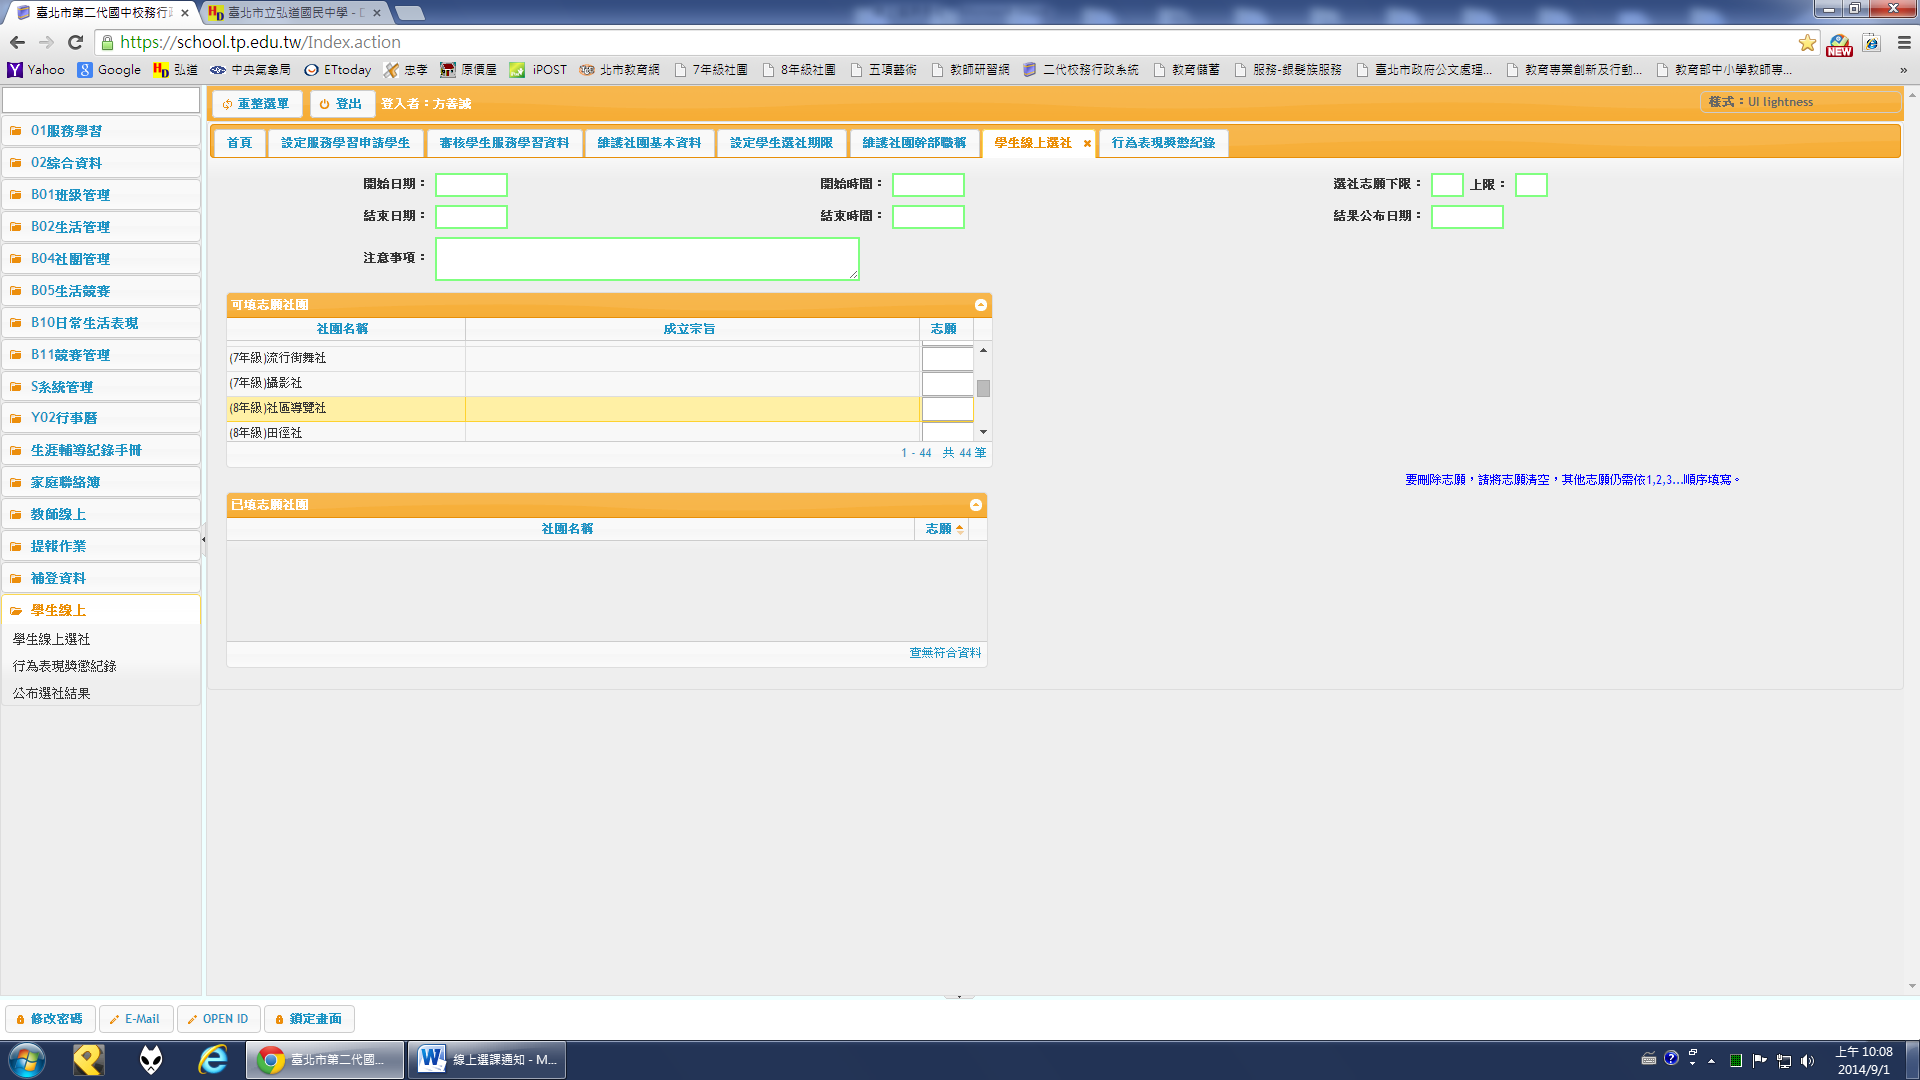 臺北市第二代國中校務行
臺北市立弘道國民中學 - [
https://school.tp.edu.tw/Index.action
NEW
Yahoo Google 弘道 中央氣象局 ETtoday 忠孝 原價屋 iPOST 北市教育網 7年級社團 8年級社團 五項藝術 教師研習網 二代校務行政系統 教育儲蓄 服務-銀髮族服務 臺北市政府公文處理... 教育專業創新及行動... 教育部中小學教師專... »
重整選單 登出 登入者：方善誠 樣式：UI lightness
首頁 設定服務學習申請學生 審核學生服務學習資料 維護社團基本資料 設定學生選社期限 維護社團幹部職稱 學生線上選社 行為表現獎懲紀錄
01服務學習
02綜合資料
B01班級管理
B02生活管理
B04社團管理
B05生活競賽
B10日常生活表現
B11競賽管理
S系統管理
Y02行事曆
生涯輔導紀錄手冊
家庭聯絡簿
教師線上
提報作業
補登資料
學生線上
學生線上選社
行為表現獎懲紀錄
公布選社結果
開始日期： 開始時間： 選社志願下限： 上限：
結束日期： 結束時間： 結果公布日期：
注意事項：
可填志願社團
社團名稱 成立宗旨 志願
(7年級)流行街舞社
(7年級)攝影社
(8年級)社區導覽社
(8年級)田徑社
1 - 44 共 44 筆
要刪除志願，請將志願清空，其他志願仍需依1,2,3...順序填寫。
已填志願社團
社團名稱 志願
查無符合資料
修改密碼 E-Mail OPEN ID 鎖定畫面
臺北市第二代國... 線上選課通知 - M...
上午 10:08
2014/9/1